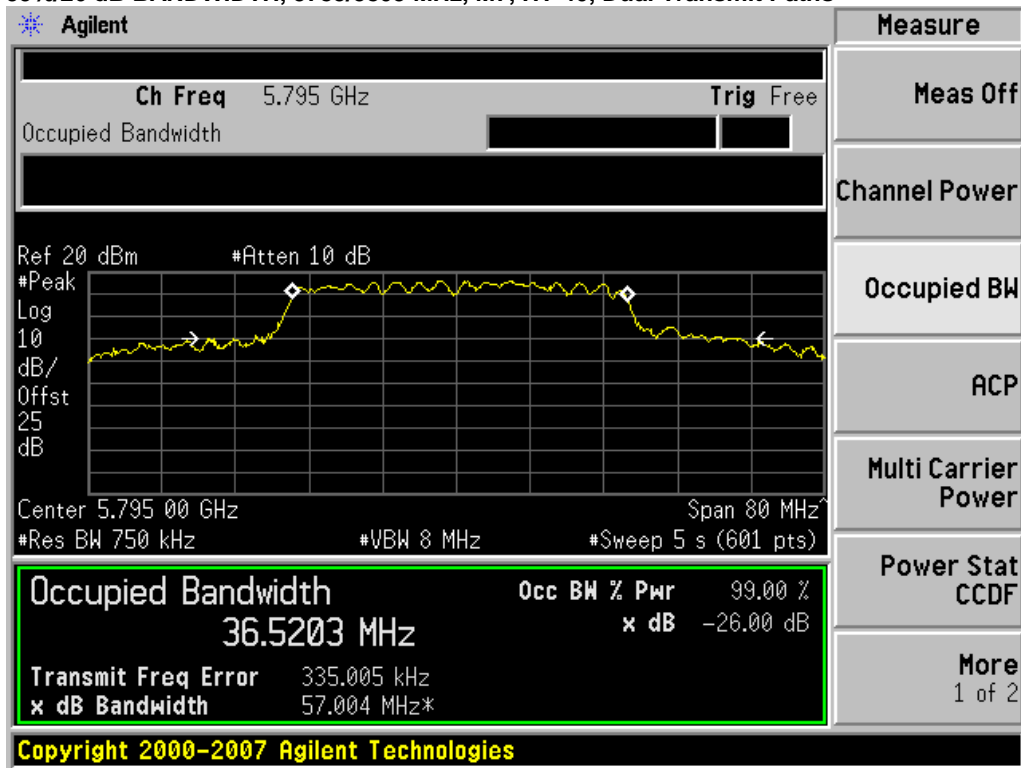 Agilent
Measure
Ch Freq 5.795 GHz Trig Free
Meas Off
Occupied Bandwidth
Channel Power
Ref 20 dBm #Atten 10 dB
#Peak
Log
10
dB/
Offst
25
dB
Occupied BW
ACP
Multi Carrier
Power
Center 5.795 00 GHz Span 80 MHz^
#Res BW 750 kHz #VBW 8 MHz #Sweep 5 s (601 pts)
Power Stat
CCDF
Occupied Bandwidth Occ BW % Pwr 99.00 %
36.5203 MHz x dB -26.00 dB
Transmit Freq Error 335.005 kHz
x dB Bandwidth 57.004 MHz*
More
1 of 2
Copyright 2000-2007 Agilent Technologies